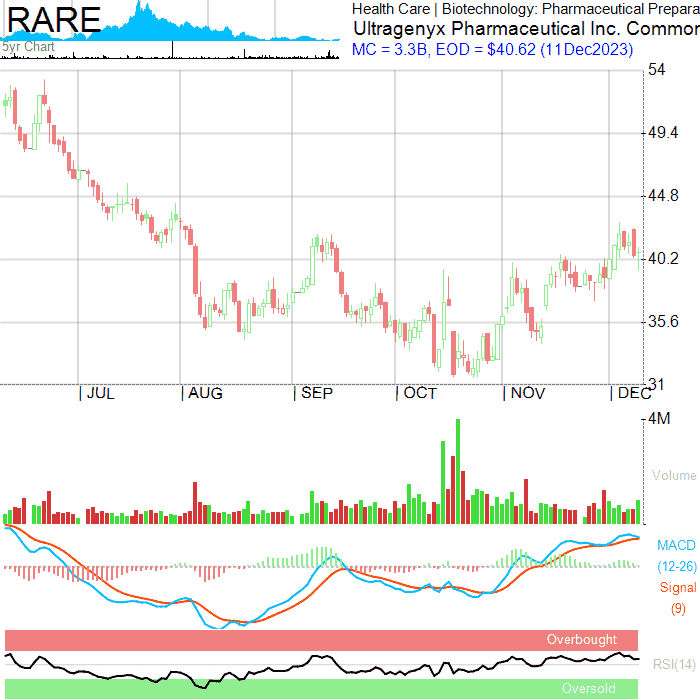 RARE
5yr Chart
Health Care | Biotechnology: Pharmaceutical Prepara
Ultragenyx Pharmaceutical Inc. Common
MC = 3.3B, EOD = $40.62 (11Dec2023)
54
49.4
44.8
40.2
35.6
31
JUL AUG SEP OCT NOV DEC
4M
Volume
MACD
(12-26)
Signal
(9)
Overbought
RSI(14)
Oversold